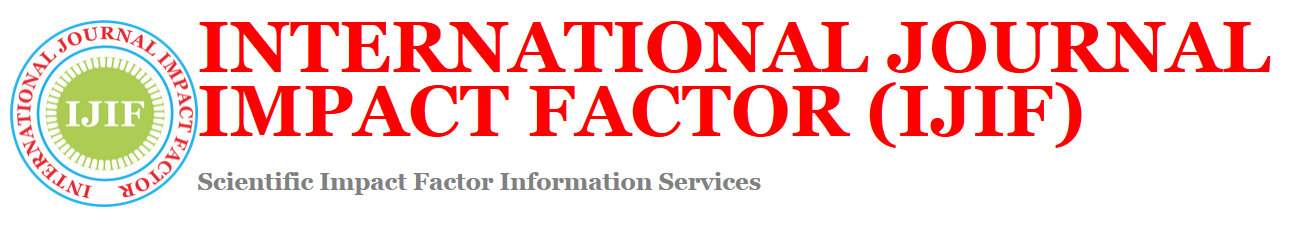 INTERNATIONAL JOURNAL IMPACT FACTOR
IJIF
INTERNATIONAL JOURNAL
IMPACT FACTOR (IJIF)
Scientific Impact Factor Information Services